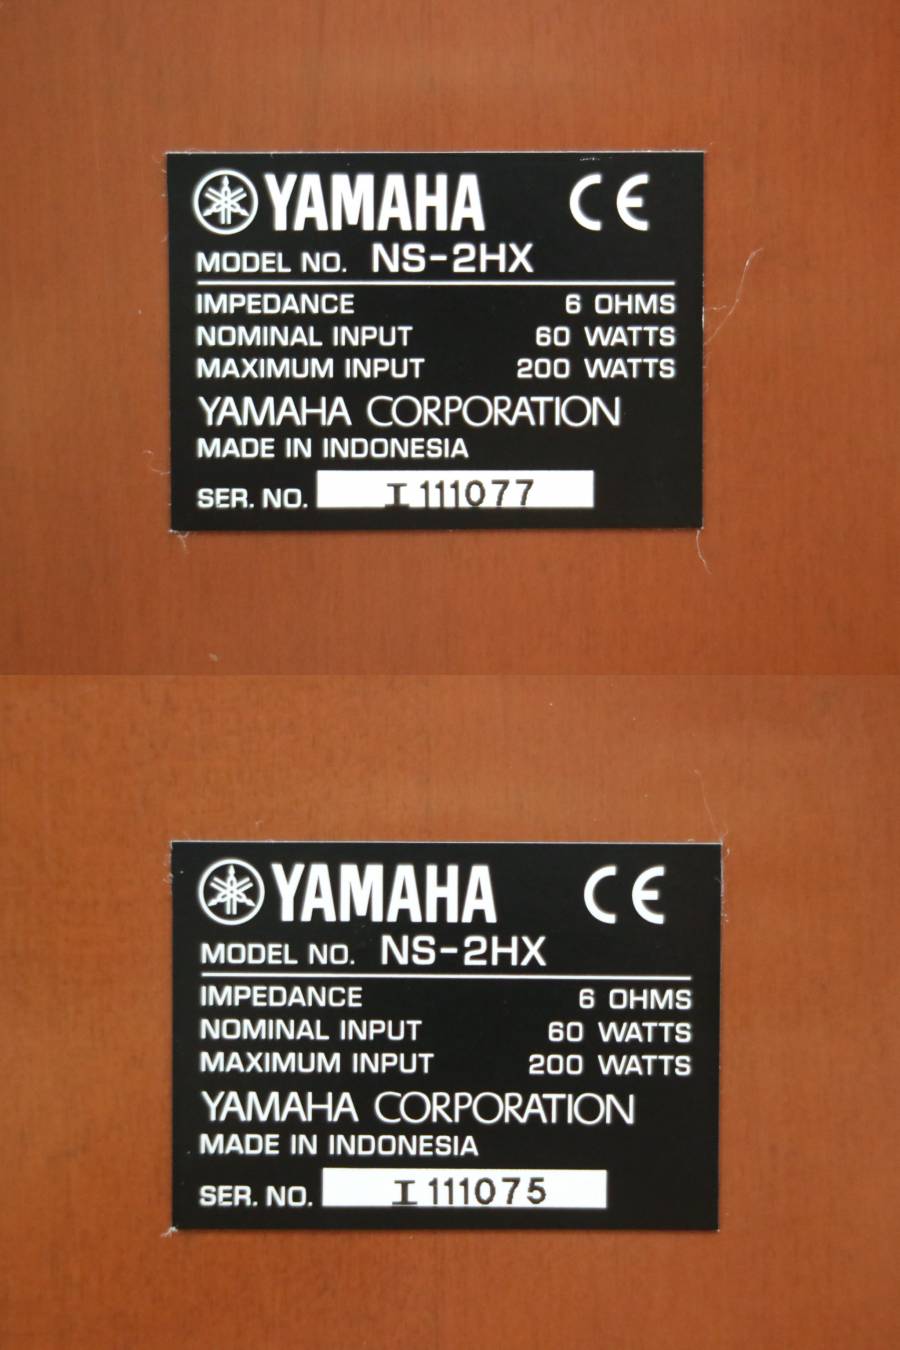 YAMAHA CE
MODEL NO. NS-2HX
IMPEDANCE 6 OHMS
NOMINAL INPUT 60 WATTS
MAXIMUM INPUT 200 WATTS
YAMAHA CORPORATION
MADE IN INDONESIA
SER. NO. I 111077
YAMAHA CE
MODEL NO. NS-2HX
IMPEDANCE 6 OHMS
NOMINAL INPUT 60 WATTS
MAXIMUM INPUT 200 WATTS
YAMAHA CORPORATION
MADE IN INDONESIA
SER. NO. I 111075